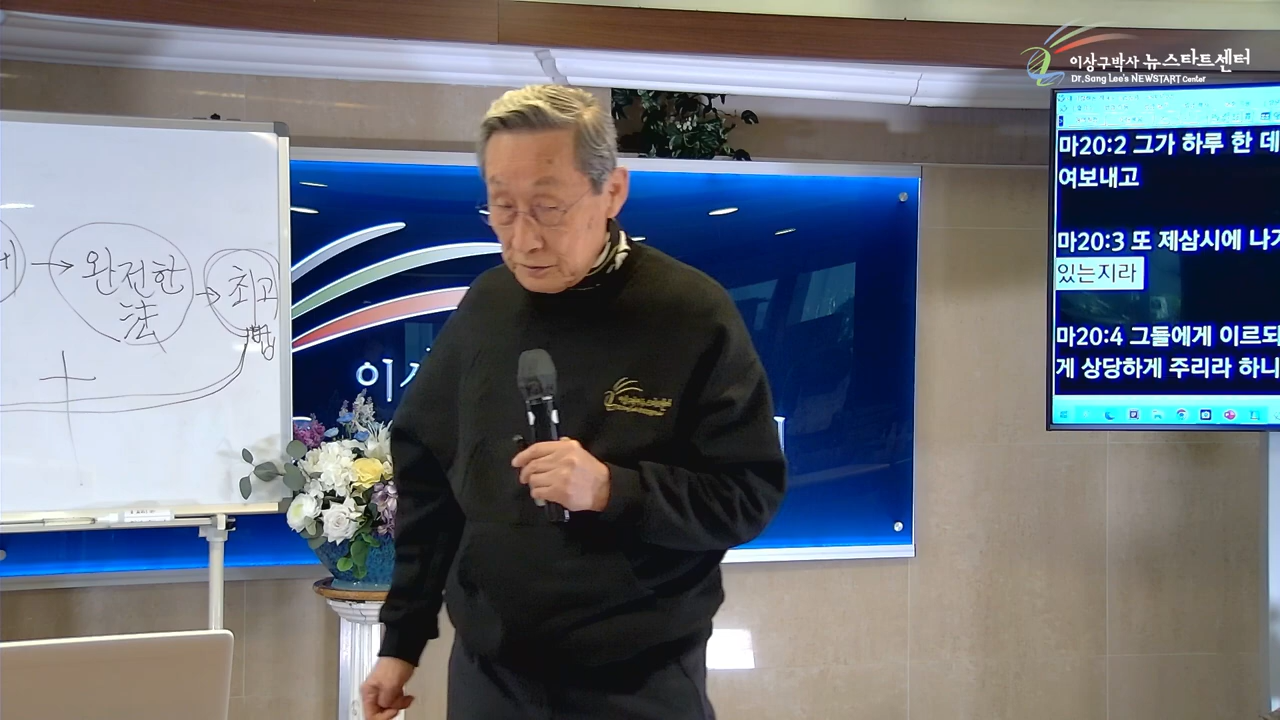 이상구박사 뉴스타트센터
Dr. Sang Lee's NEWSTART Center
마20:2 그가 하루 한 데
여보내고
마20:3 또 제삼시에 나가
있는지라
마20:4 그들에게 이르되
게 상당하게 주리라 하니
완전한
法
최고
이상